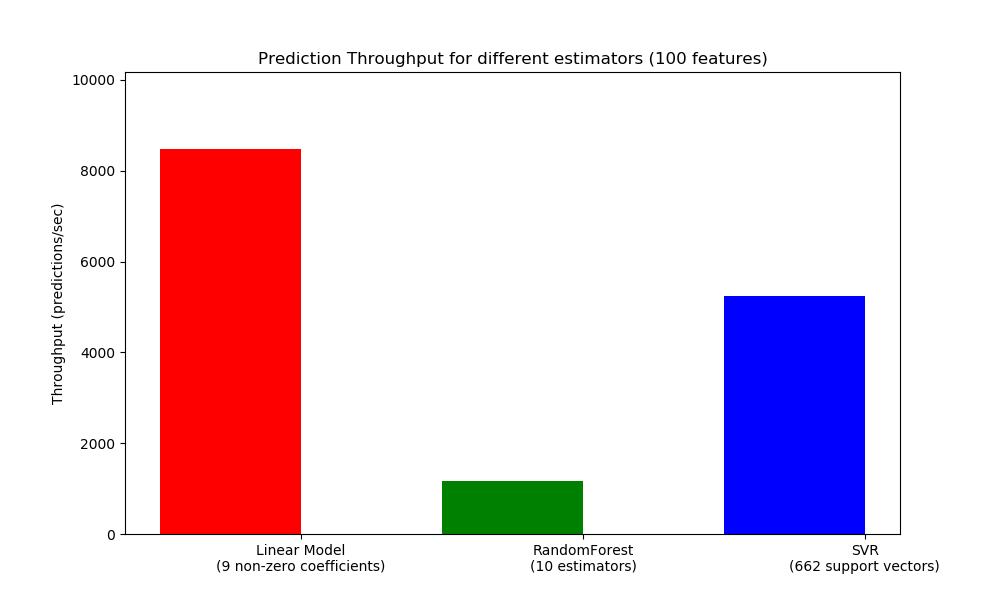 Prediction Throughput for different estimators (100 features)
Throughput (predictions/sec)
10000
8000
6000
4000
2000
0
Linear Model
(9 non-zero coefficients)
RandomForest
(10 estimators)
SVR
(662 support vectors)